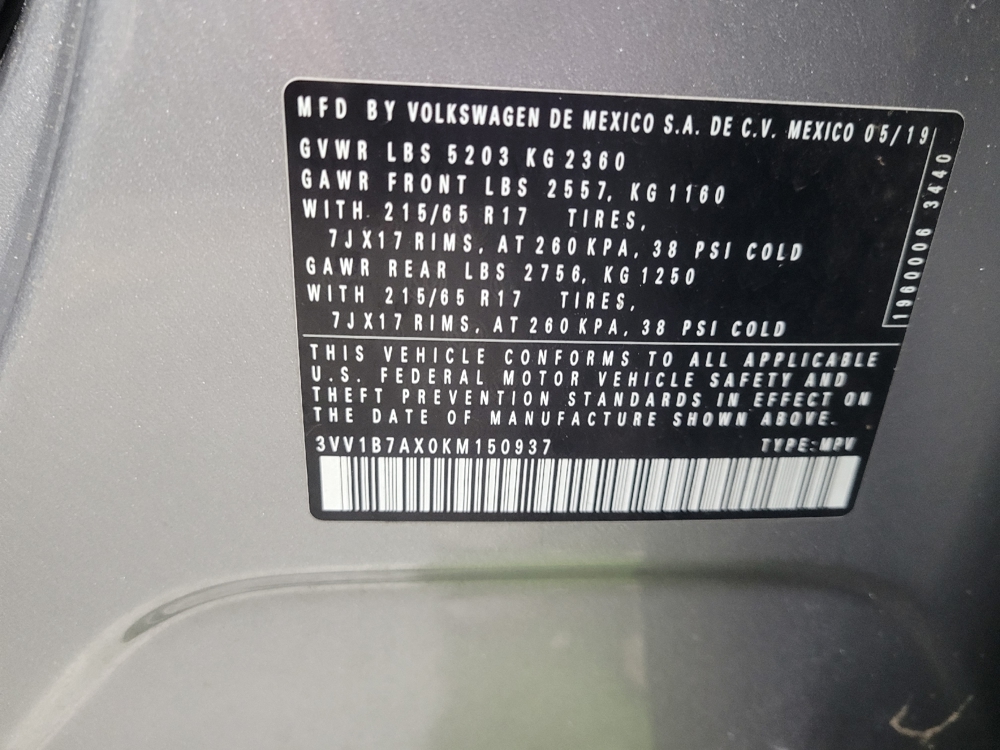 MFD BY VOLKSWAGEN DE MEXICO S.A. DE C.V. MEXICO 05/19
GVWR LBS 5203 KG 2360
GAWR FRONT LBS 2557, KG 1160
WITH 215/65 R17 TIRES,
7JX17 RIMS, AT 260 KPA, 38 PSI COLD
GAWR REAR LBS 2756, KG 1250
WITH 215/65 R17 TIRES,
7JX17 RIMS, AT 260 KPA, 38 PSI COLD
1960006 3440
THIS VEHICLE CONFORMS TO ALL APPLICABLE
U.S. FEDERAL MOTOR VEHICLE SAFETY AND
THEFT PREVENTION STANDARDS IN EFFECT ON
THE DATE OF MANUFACTURE SHOWN ABOVE.
3VV1B7AX0KM150937 TYPE:MPV